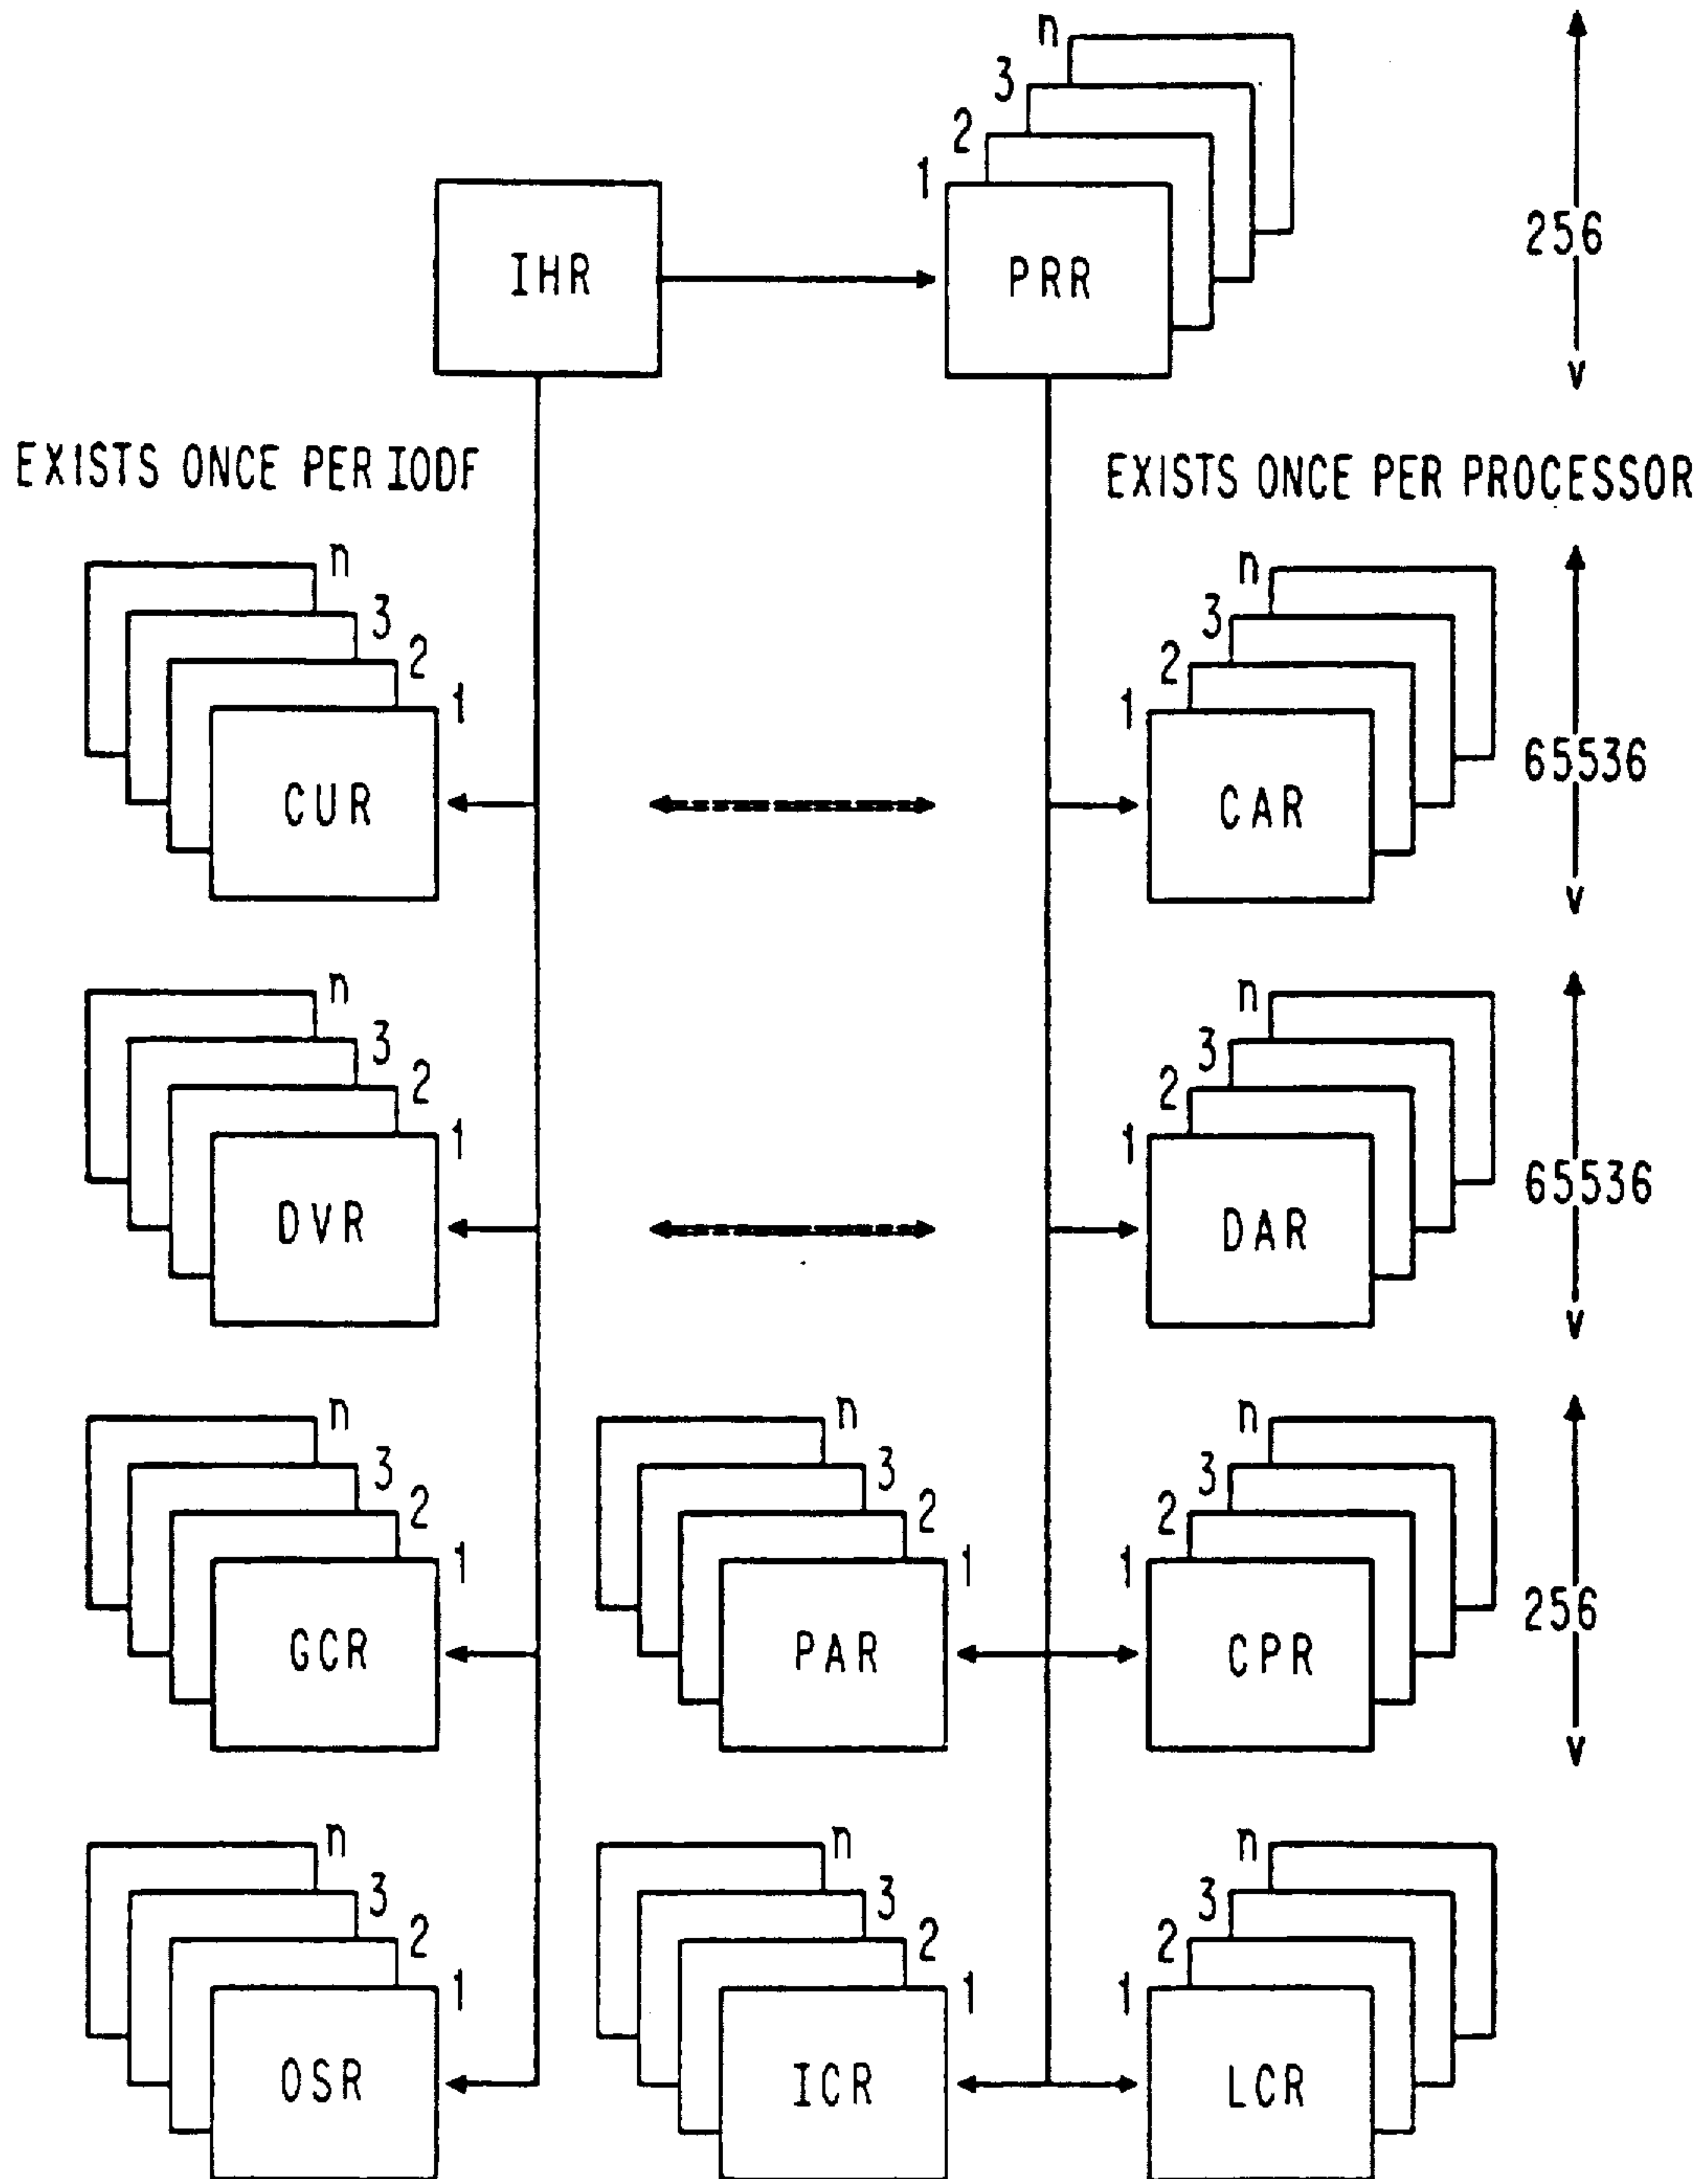 n
3
2
1
IHR
PRR
256
EXISTS ONCE PER IODF
EXISTS ONCE PER PROCESSOR
n
3
2
1
CUR
n
3
2
1
CAR
65536
n
3
2
1
DVR
n
3
2
1
DAR
65536
n
3
2
1
GCR
n
3
2
1
PAR
n
3
2
1
CPR
256
n
3
2
1
OSR
n
3
2
1
ICR
n
3
2
1
LCR